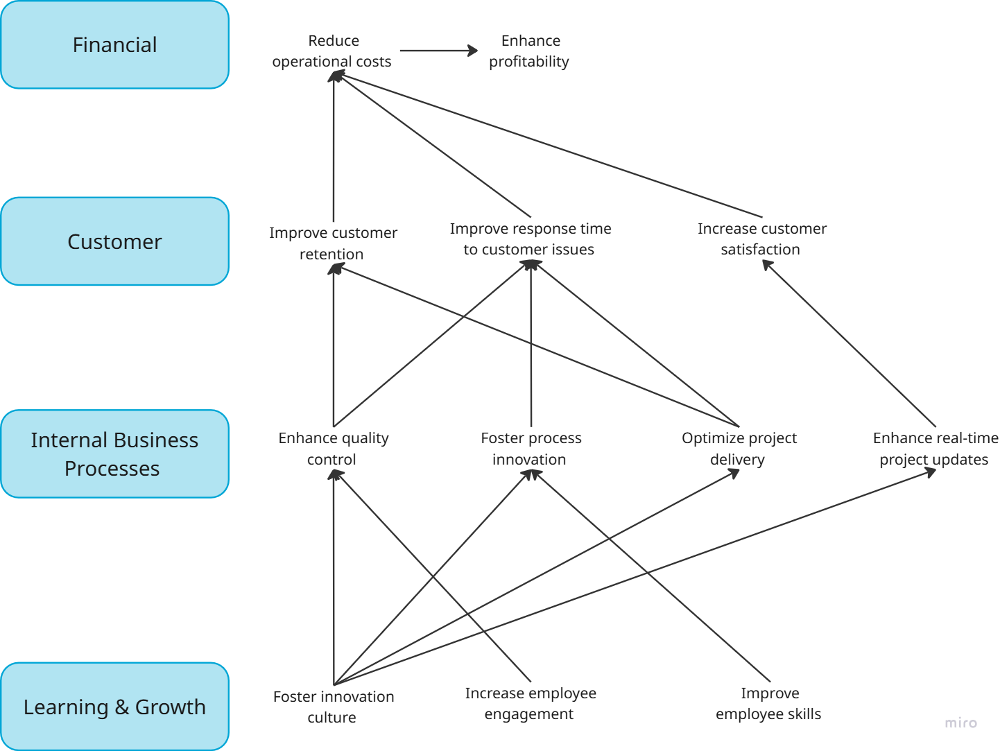 Financial
Reduce
operational costs
Enhance
profitability
Customer
Improve customer
retention
Improve response time
to customer issues
Increase customer
satisfaction
Internal Business
Processes
Enhance quality
control
Foster process
innovation
Optimize project
delivery
Enhance real-time
project updates
Learning & Growth
Foster innovation
culture
Increase employee
engagement
Improve
employee skills
miro